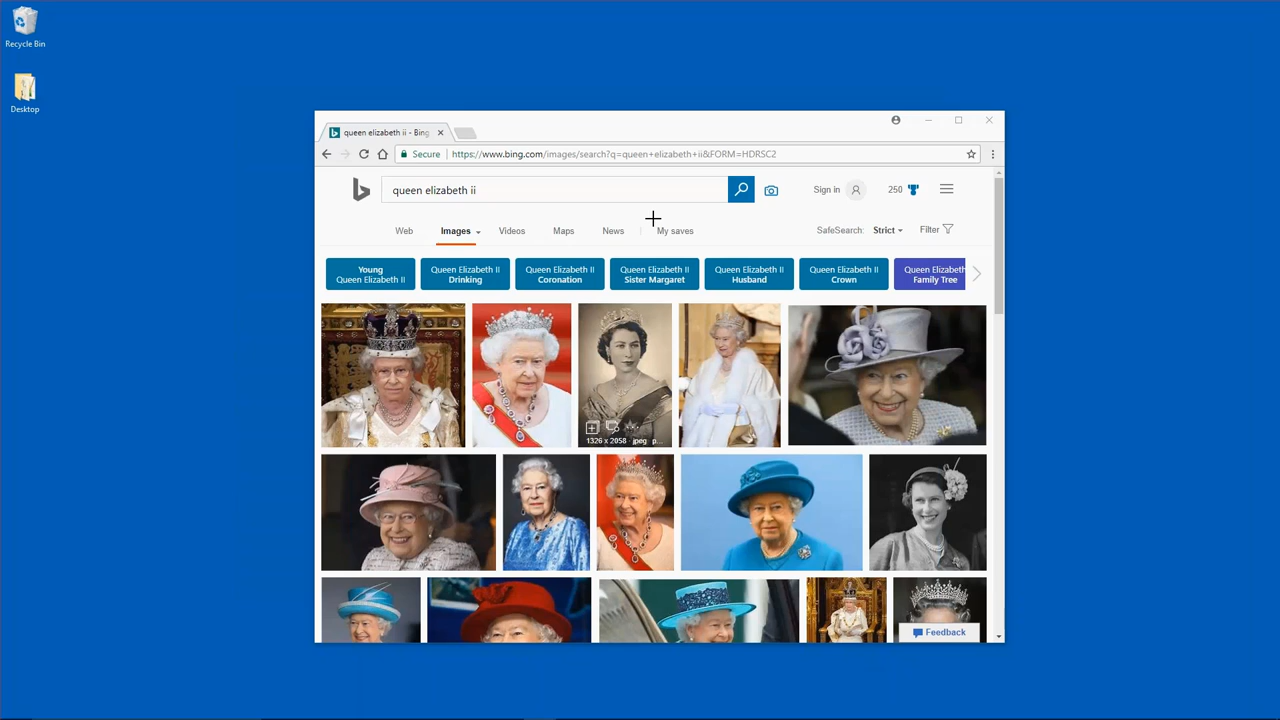 Recycle Bin
Desktop
queen elizabeth ii - Bing
Secure https://www.bing.com/images/search?q=queen+elizabeth+ii&FORM=HDRSC2
queen elizabeth ii
Sign in
250
Web
Images
Videos
Maps
News
My saves
SafeSearch: Strict
Filter
Young
Queen Elizabeth II
Queen Elizabeth II
Drinking
Queen Elizabeth II
Coronation
Queen Elizabeth II
Sister Margaret
Queen Elizabeth II
Husband
Queen Elizabeth II
Crown
Queen Elizabeth
Family Tree
1326 x 2058 · jpeg · p...
Feedback